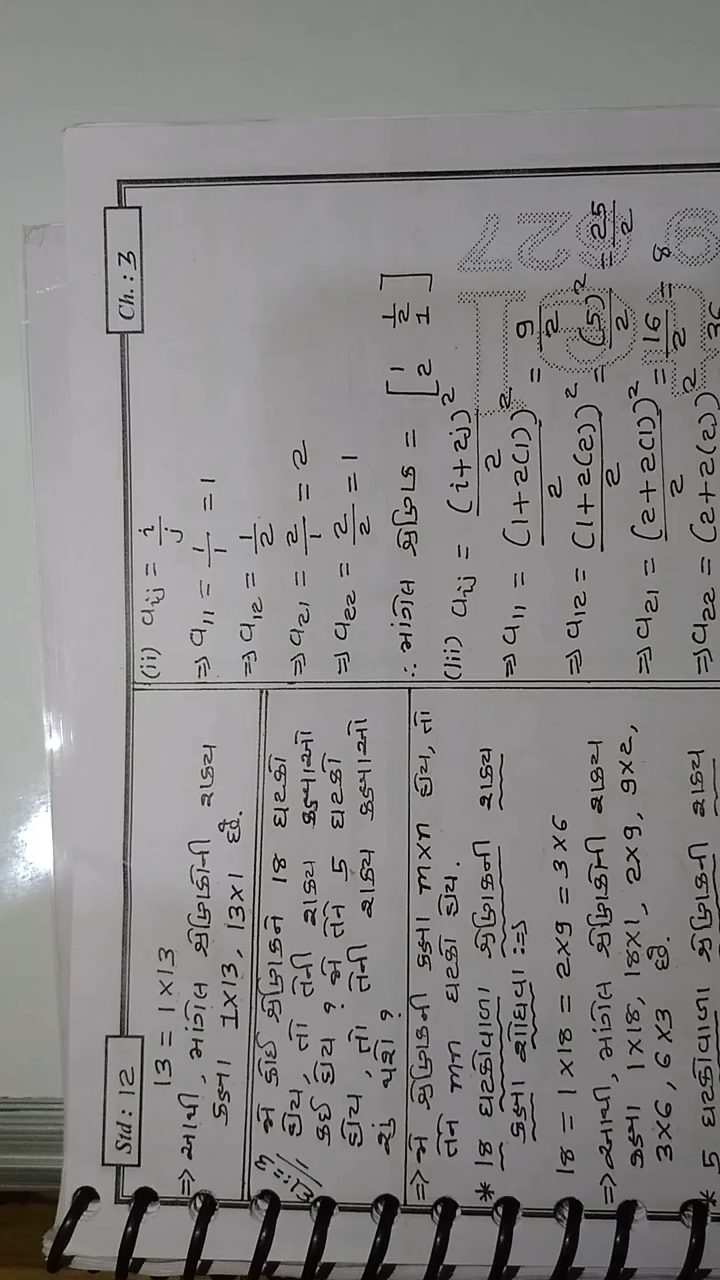 Std : 12
Ch. : 3
13 = 1 × 13
⇒ આથી, માંગેલ શ્રેણિકોની શક્ય
કક્ષા 1×13, 13×1 છે.
જો કોઈ શ્રેણિકને 18 ઘટકો
હોય, તો તેની શક્ય કક્ષાઓ
કઈ હોય ? જો તેને 5 ઘટકો
હોય, તો તેની શક્ય કક્ષાઓ
શું થશે ?
⇒ જો શ્રેણિકની કક્ષા m×n હોય, તો
તેને mn ઘટકો હોય.
* 18 ઘટકોવાળા શ્રેણિકની શક્ય
કક્ષા શોધવા :⇒
18 = 1×18 = 2×9 = 3×6
⇒ આથી, માંગેલ શ્રેણિકોની શક્ય
કક્ષા 1×18, 18×1, 2×9, 9×2,
3×6, 6×3 છે.
* 5 ઘટકોવાળા શ્રેણિકની શક્ય
(ii) aij = i/j
⇒ a11 = 1/1 = 1
⇒ a12 = 1/2
⇒ a21 = 2/1 = 2
⇒ a22 = 2/2 = 1
∴ માંગેલ શ્રેણિક = [1 1/2
2 1]
(iii) aij = (i+2j)²/2
⇒ a11 = (1+2(1))²/2 = 9/2
⇒ a12 = (1+2(2))²/2 = (5)²/2 = 25/2
⇒ a21 = (2+2(1))²/2 = 16/2 = 8
⇒ a22 = (2+2(2))² 36